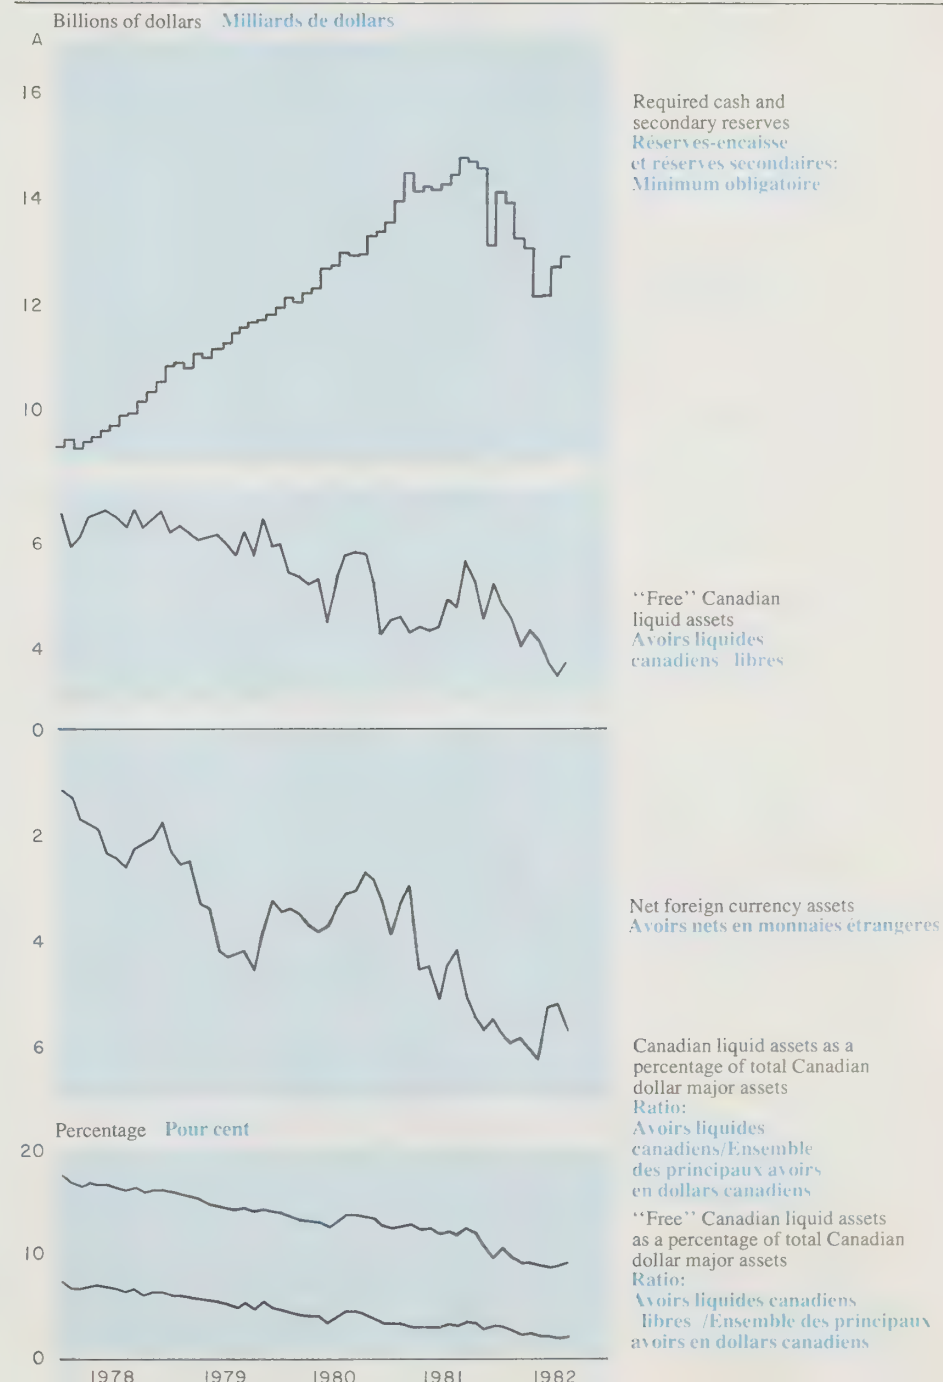 Billions of dollars Milliards de dollars
A
16
14
12
10
Required cash and
secondary reserves
Réserves-encaisse
et réserves secondaires:
Minimum obligatoire
6
4
"Free" Canadian
liquid assets
Avoirs liquides
canadiens libres
0
2
4
6
Net foreign currency assets
Avoirs nets en monnaies étrangères
Canadian liquid assets as a
percentage of total Canadian
dollar major assets
Ratio:
Avoirs liquides
canadiens/Ensemble
des principaux avoirs
en dollars canadiens
Percentage Pour cent
20
10
0
"Free" Canadian liquid assets
as a percentage of total Canadian
dollar major assets
Ratio:
Avoirs liquides canadiens
libres /Ensemble des principaux
avoirs en dollars canadiens
1978 1979 1980 1981 1982